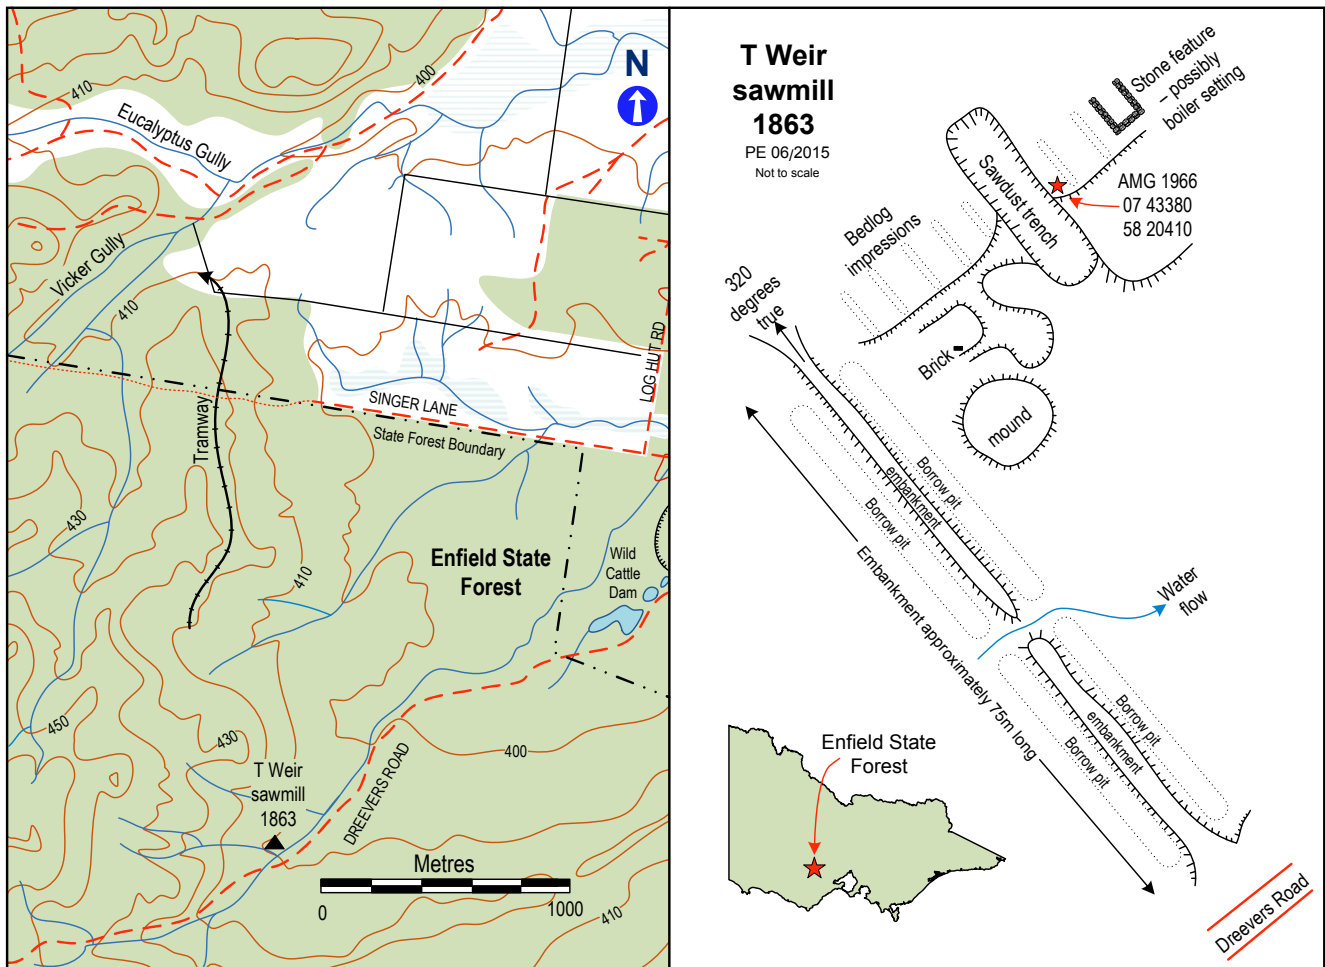 410
Eucalyptus Gully
400
N
Vicker Gully
410
Tramway
SINGER LANE
State Forest Boundary
LOG HUT RD
430
410
Enfield State
Forest
Wild
Cattle
Dam
450
430
T Weir
sawmill
1863
DREEVERS ROAD
400
Metres
0
1000
410
T Weir
sawmill
1863
PE 06/2015
Not to scale
Stone feature
– possibly
boiler setting
Sawdust trench
AMG 1966
07 43380
58 20410
Bedlog
impressions
320
degrees
true
Brick
mound
Borrow pit
embankment
Borrow pit
Embankment approximately 75m long
Water
flow
Borrow pit
embankment
Borrow pit
Enfield State
Forest
Dreevers Road